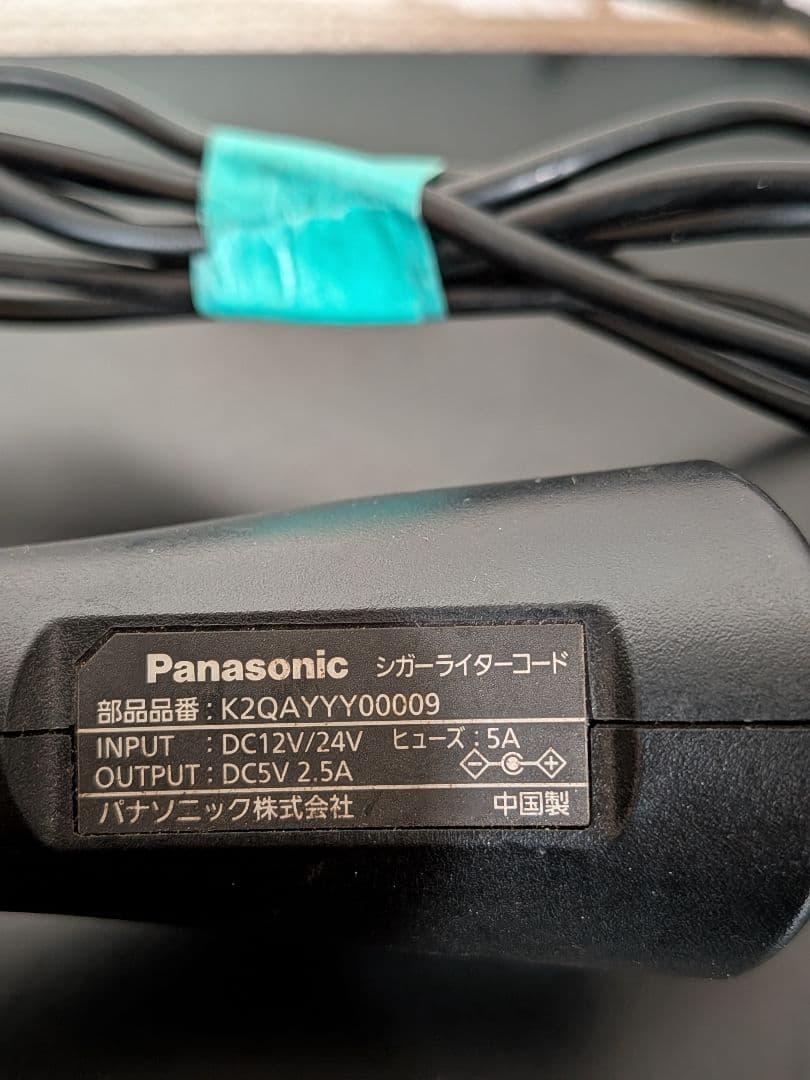 Panasonic シガーライターコード
部品品番 : K2QAYYY00009
INPUT : DC12V/24V ヒューズ : 5A
OUTPUT : DC5V 2.5A
パナソニック株式会社 中国製